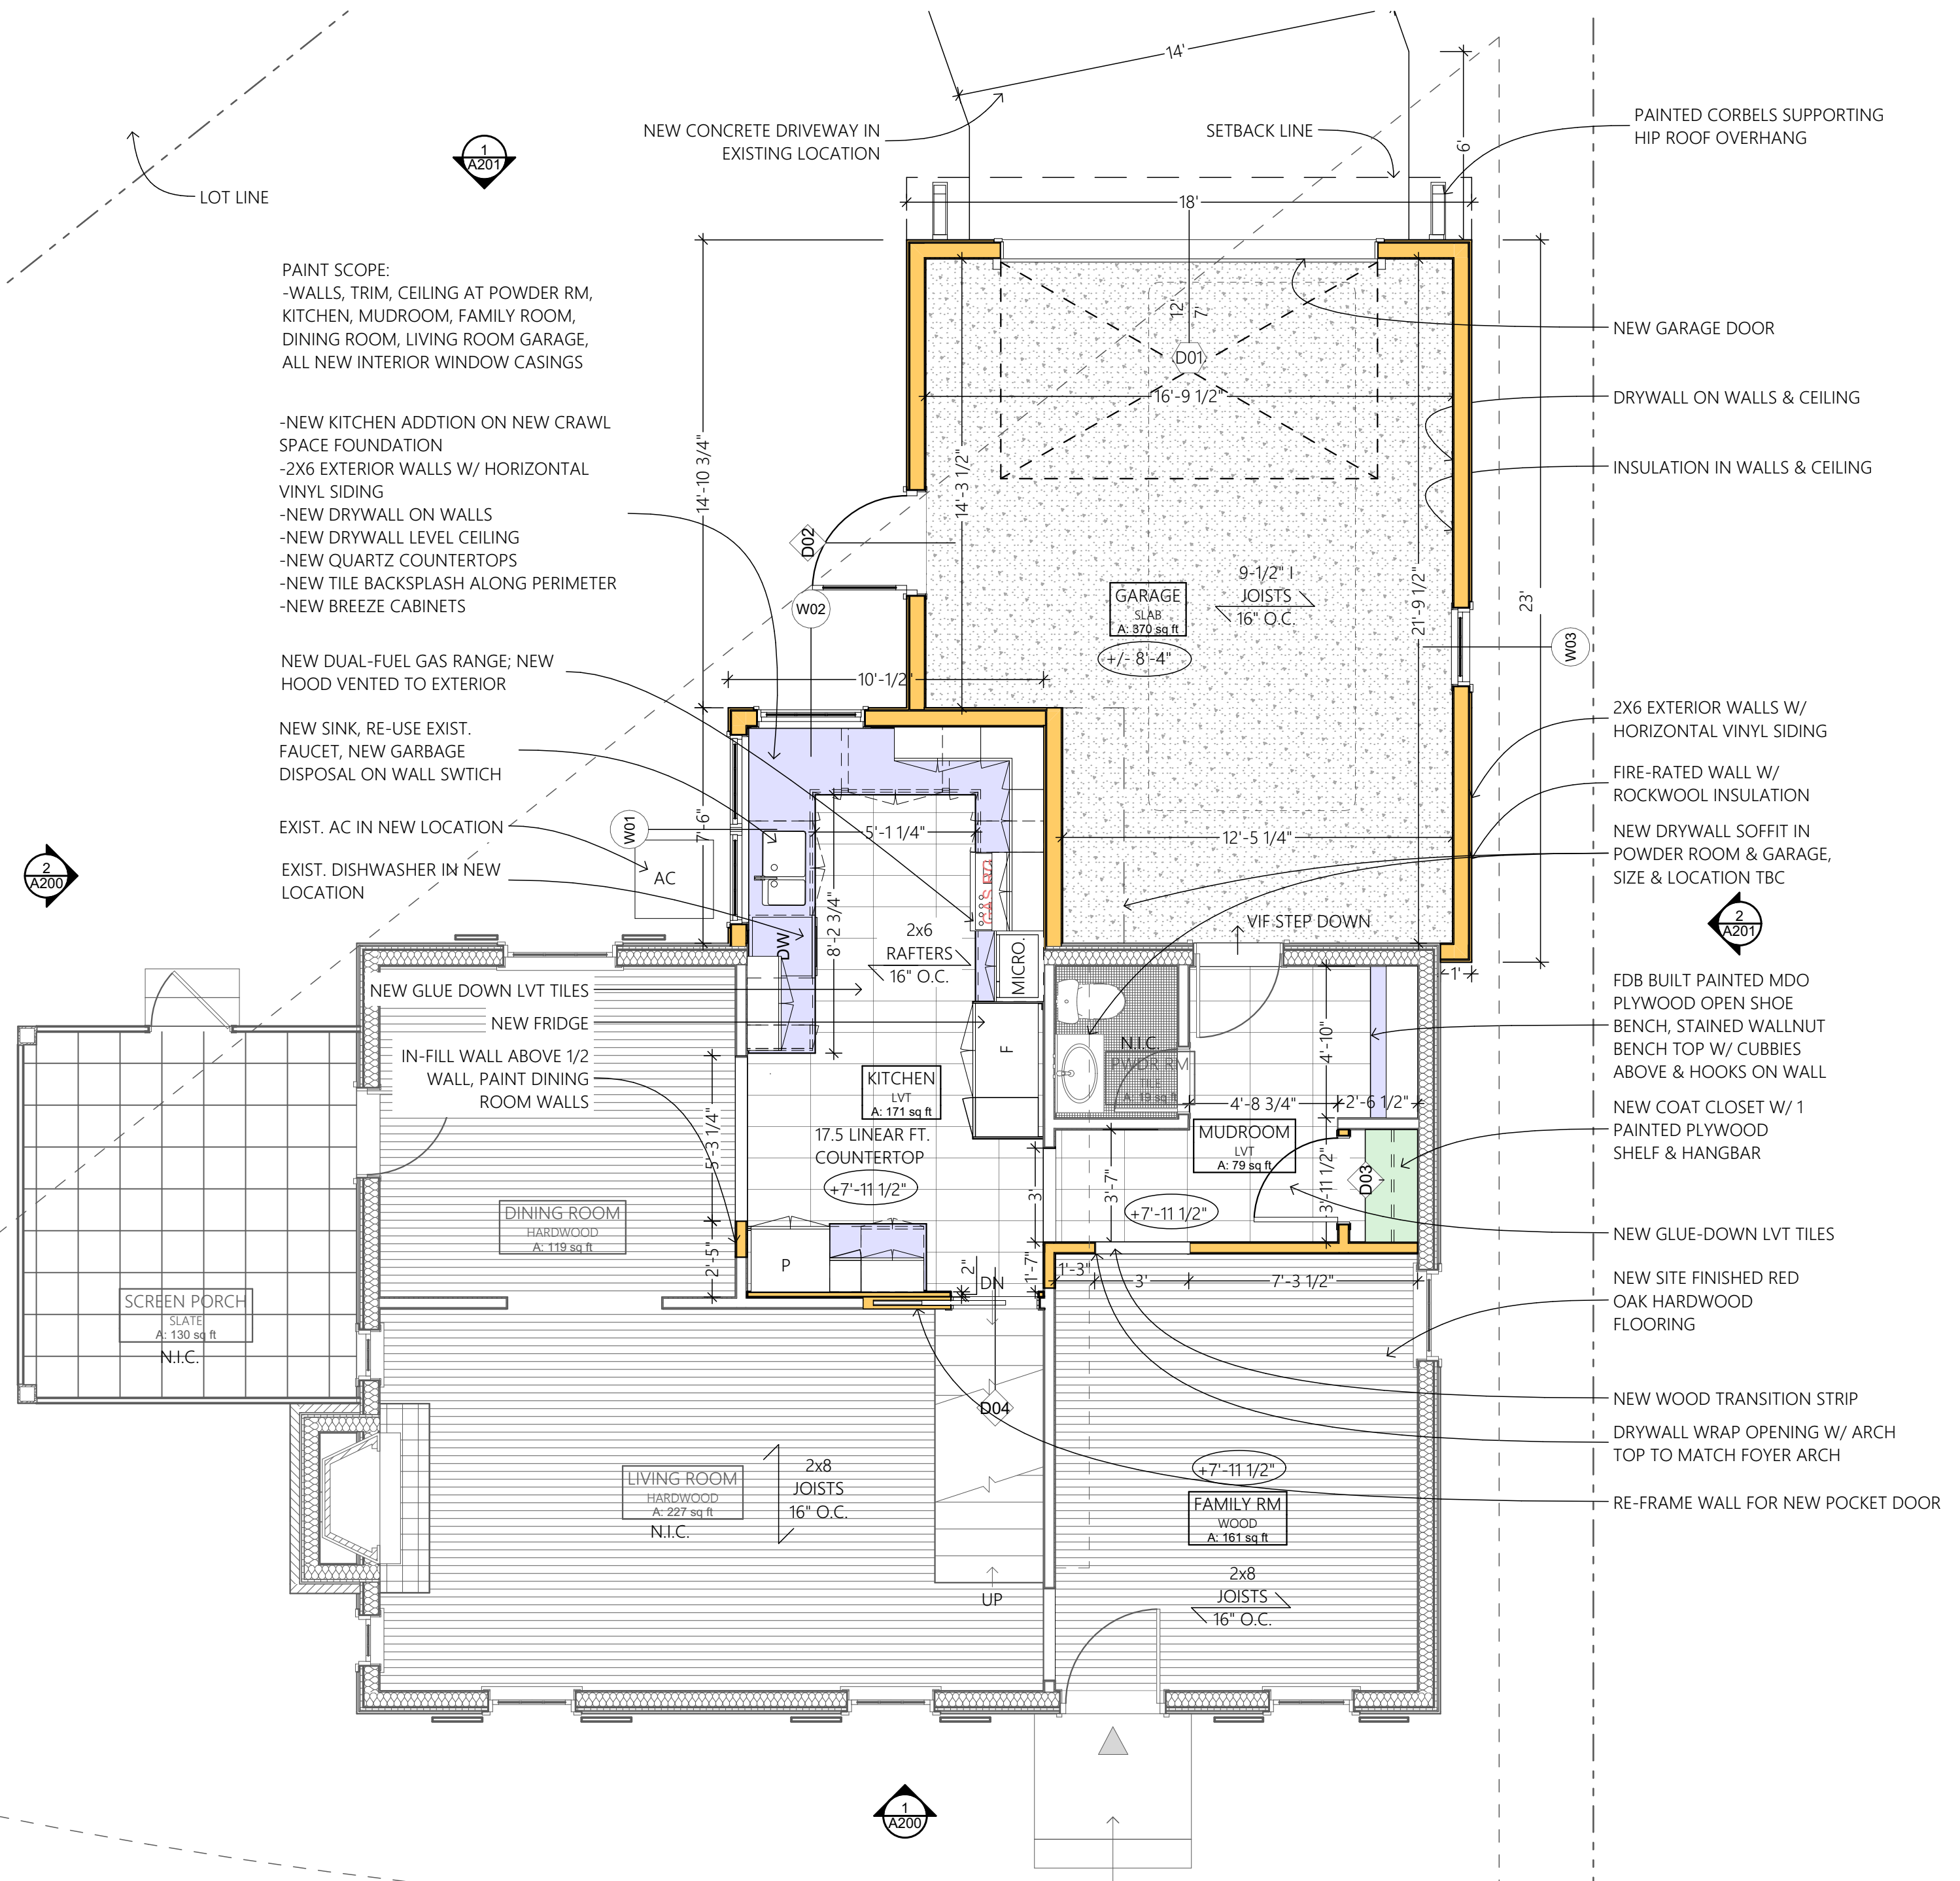 14'
NEW CONCRETE DRIVEWAY IN
EXISTING LOCATION
SETBACK LINE
6'
PAINTED CORBELS SUPPORTING
HIP ROOF OVERHANG
1
A201
LOT LINE
18'
PAINT SCOPE:
-WALLS, TRIM, CEILING AT POWDER RM,
KITCHEN, MUDROOM, FAMILY ROOM,
DINING ROOM, LIVING ROOM GARAGE,
ALL NEW INTERIOR WINDOW CASINGS
-NEW KITCHEN ADDTION ON NEW CRAWL
SPACE FOUNDATION
-2X6 EXTERIOR WALLS W/ HORIZONTAL
VINYL SIDING
-NEW DRYWALL ON WALLS
-NEW DRYWALL LEVEL CEILING
-NEW QUARTZ COUNTERTOPS
-NEW TILE BACKSPLASH ALONG PERIMETER
-NEW BREEZE CABINETS
NEW DUAL-FUEL GAS RANGE; NEW
HOOD VENTED TO EXTERIOR
NEW SINK, RE-USE EXIST.
FAUCET, NEW GARBAGE
DISPOSAL ON WALL SWTICH
EXIST. AC IN NEW LOCATION
EXIST. DISHWASHER IN NEW
LOCATION
12'
7'
D01
16'-9 1/2"
14'-10 3/4"
14'-3 1/2"
D02
W02
GARAGE
SLAB
A: 370 sq ft
+/- 8'-4"
9-1/2" I
JOISTS
16" O.C.
21'-9 1/2"
23'
W03
10'-1/2"
NEW GARAGE DOOR
DRYWALL ON WALLS & CEILING
INSULATION IN WALLS & CEILING
2X6 EXTERIOR WALLS W/
HORIZONTAL VINYL SIDING
FIRE-RATED WALL W/
ROCKWOOL INSULATION
NEW DRYWALL SOFFIT IN
POWDER ROOM & GARAGE,
SIZE & LOCATION TBC
2
A201
W01
7'-6"
AC
5'-1 1/4"
12'-5 1/4"
8'-2 3/4"
DW
2x6
RAFTERS
16" O.C.
MICRO.
VIF STEP DOWN
1'
2
A200
NEW GLUE DOWN LVT TILES
NEW FRIDGE
IN-FILL WALL ABOVE 1/2
WALL, PAINT DINING
ROOM WALLS
F
N.I.C.
PWDR RM
TILE
A: 19 sq ft
4'-10"
4'-8 3/4"
2'-6 1/2"
FDB BUILT PAINTED MDO
PLYWOOD OPEN SHOE
BENCH, STAINED WALLNUT
BENCH TOP W/ CUBBIES
ABOVE & HOOKS ON WALL
NEW COAT CLOSET W/ 1
PAINTED PLYWOOD
SHELF & HANGBAR
KITCHEN
LVT
A: 171 sq ft
17.5 LINEAR FT.
COUNTERTOP
+7'-11 1/2"
5'-3 1/4"
MUDROOM
LVT
A: 79 sq ft
3'
3'-7"
+7'-11 1/2"
3'-11 1/2"
D03
DINING ROOM
HARDWOOD
A: 119 sq ft
2'-5"
P
2"
DN
1'-7"
1'-3"
3'
7'-3 1/2"
NEW GLUE-DOWN LVT TILES
NEW SITE FINISHED RED
OAK HARDWOOD
FLOORING
SCREEN PORCH
SLATE
A: 130 sq ft
N.I.C.
D04
NEW WOOD TRANSITION STRIP
DRYWALL WRAP OPENING W/ ARCH
TOP TO MATCH FOYER ARCH
RE-FRAME WALL FOR NEW POCKET DOOR
LIVING ROOM
HARDWOOD
A: 227 sq ft
N.I.C.
2x8
JOISTS
16" O.C.
+7'-11 1/2"
FAMILY RM
WOOD
A: 161 sq ft
2x8
JOISTS
16" O.C.
UP
1
A200